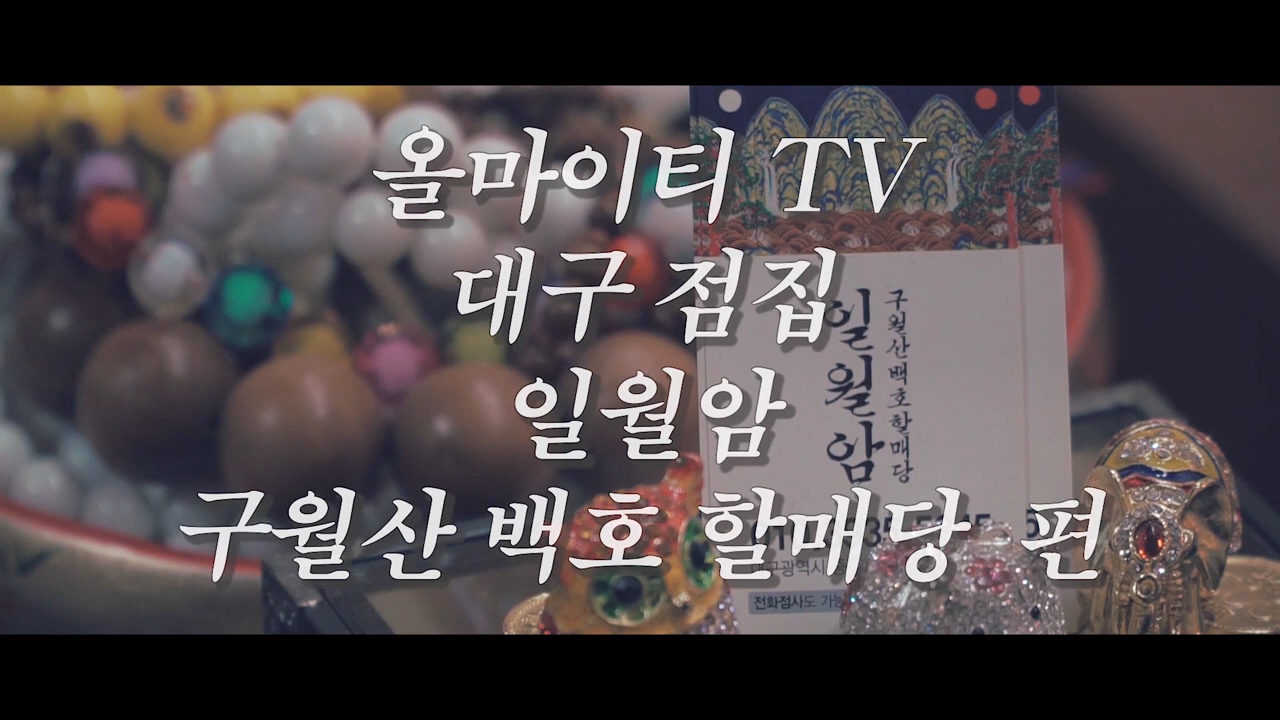 올마이티 TV
대구 점집
일월암
구월산 백호 할매당 편
구월산백호할매당
일월암
전화점사도 가능